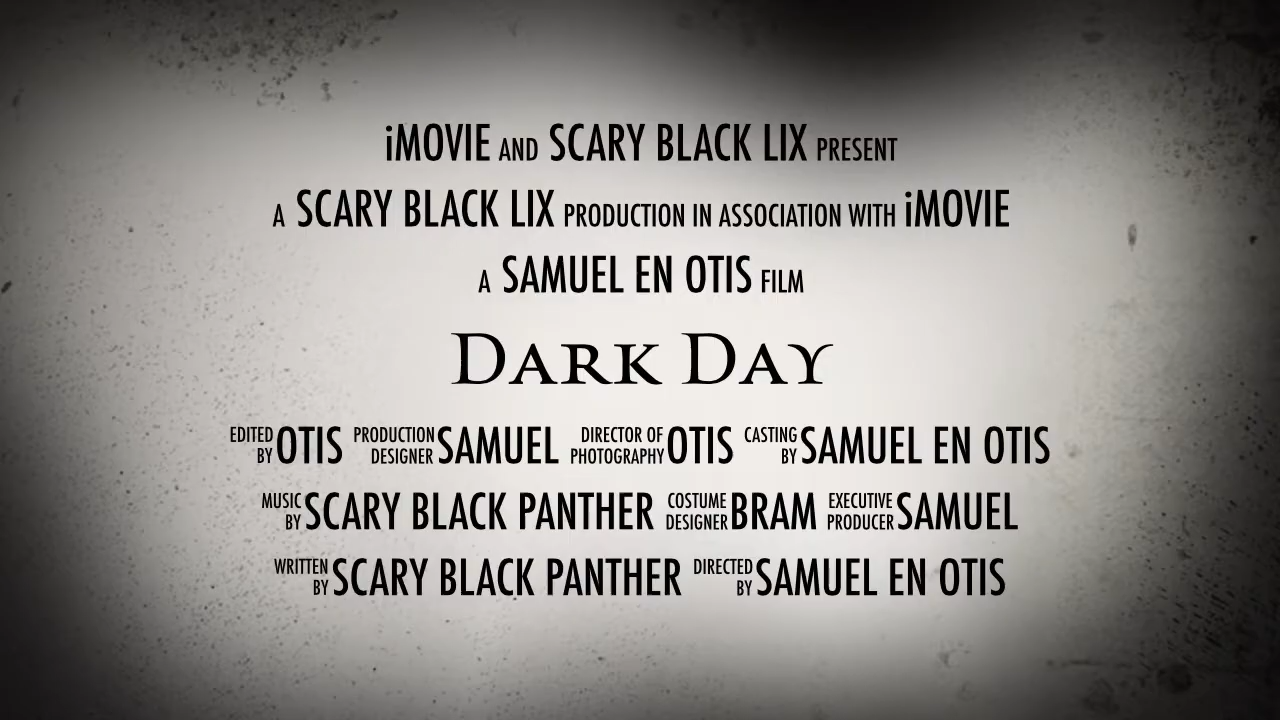 iMOVIE AND SCARY BLACK LIX PRESENT
A SCARY BLACK LIX PRODUCTION IN ASSOCIATION WITH iMOVIE
A SAMUEL EN OTIS FILM
DARK DAY
EDITED BY OTIS PRODUCTION DESIGNER SAMUEL DIRECTOR OF PHOTOGRAPHY OTIS CASTING BY SAMUEL EN OTIS
MUSIC BY SCARY BLACK PANTHER COSTUME DESIGNER BRAM EXECUTIVE PRODUCER SAMUEL
WRITTEN BY SCARY BLACK PANTHER DIRECTED BY SAMUEL EN OTIS